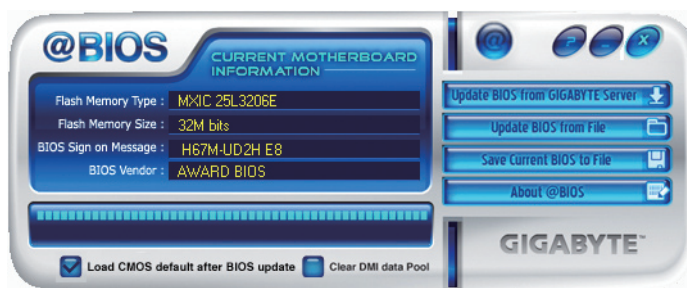 @BIOS
CURRENT MOTHERBOARD
INFORMATION
Flash Memory Type : MXIC 25L3206E
Flash Memory Size : 32M bits
BIOS Sign on Message : H67M-UD2H E8
BIOS Vendor : AWARD BIOS
Load CMOS default after BIOS update
Clear DMI data Pool
@
?
–
X
Update BIOS from GIGABYTE Server
Update BIOS from File
Save Current BIOS to File
About @BIOS
GIGABYTE™